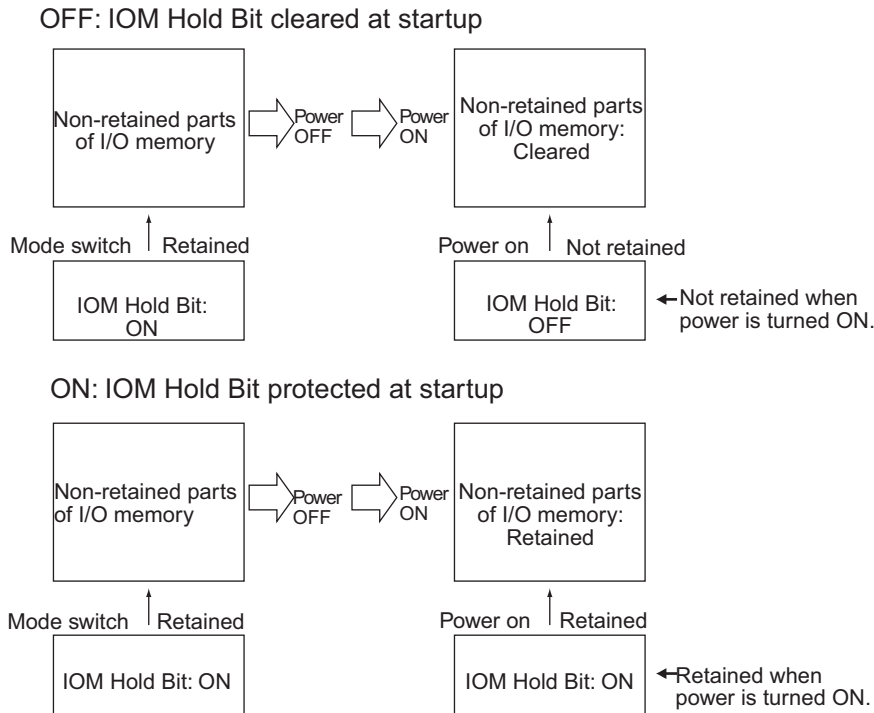 OFF: IOM Hold Bit cleared at startup
Non-retained parts
of I/O memory
Power
OFF
Power
ON
Non-retained parts
of I/O memory:
Cleared
Mode switch
Retained
Power on
Not retained
IOM Hold Bit:
ON
IOM Hold Bit:
OFF
Not retained when
power is turned ON.
ON: IOM Hold Bit protected at startup
Non-retained parts
of I/O memory
Power
OFF
Power
ON
Non-retained parts
of I/O memory:
Retained
Mode switch
Retained
Power on
Retained
IOM Hold Bit: ON
IOM Hold Bit: ON
Retained when
power is turned ON.